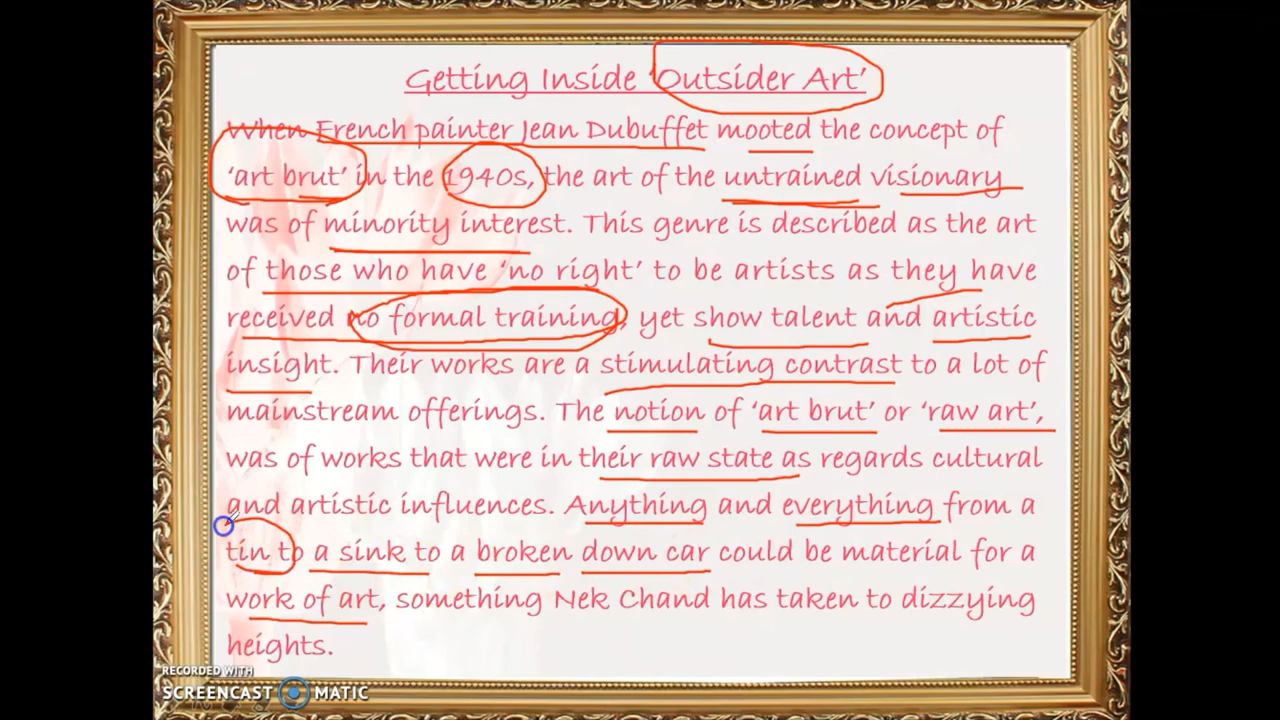 Getting Inside 'Outsider Art'
When French painter Jean Dubuffet mooted the concept of
'art brut' in the 1940s, the art of the untrained visionary
was of minority interest. This genre is described as the art
of those who have 'no right' to be artists as they have
received no formal training, yet show talent and artistic
insight. Their works are a stimulating contrast to a lot of
mainstream offerings. The notion of 'art brut' or 'raw art',
was of works that were in their raw state as regards cultural
and artistic influences. Anything and everything from a
tin to a sink to a broken down car could be material for a
work of art, something Nek Chand has taken to dizzying
heights.
RECORDED WITH
SCREENCAST MATIC